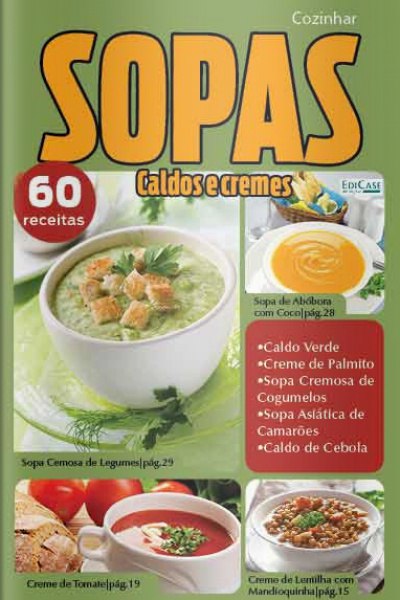 Cozinhar
SOPAS
Caldos e cremes
60
receitas
EDICASE
Sopa de Abóbora
com Coco|pág.28
•Caldo Verde
•Creme de Palmito
•Sopa Cremosa de
Cogumelos
•Sopa Asiática de
Camarões
•Caldo de Cebola
Sopa Cemosa de Legumes|pág.29
Creme de Tomate|pág.19
Creme de Lentilha com
Mandioquinha|pág.15